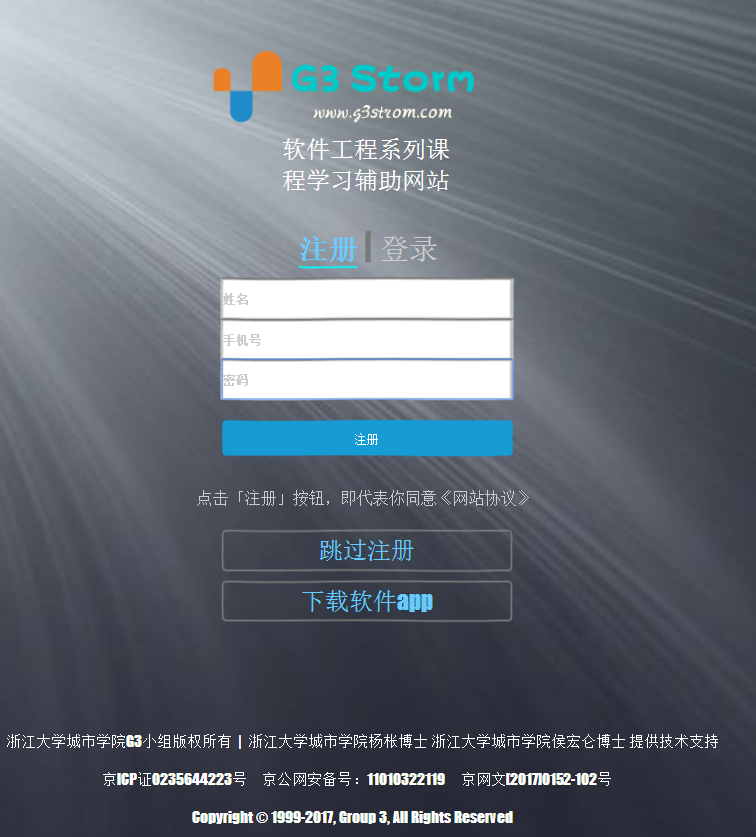 G3 Storm
www.g3strom.com
软件工程系列课
程学习辅助网站
注册 | 登录
姓名
手机号
密码
注册
点击「注册」按钮，即代表你同意《网站协议》
跳过注册
下载软件app
浙江大学城市学院G3小组版权所有 | 浙江大学城市学院杨枨博士 浙江大学城市学院侯宏仑博士 提供技术支持
京ICP证0235644223号 京公网安备号：11010322119 京网文[2017]0152-102号
Copyright © 1999-2017, Group 3, All Rights Reserved